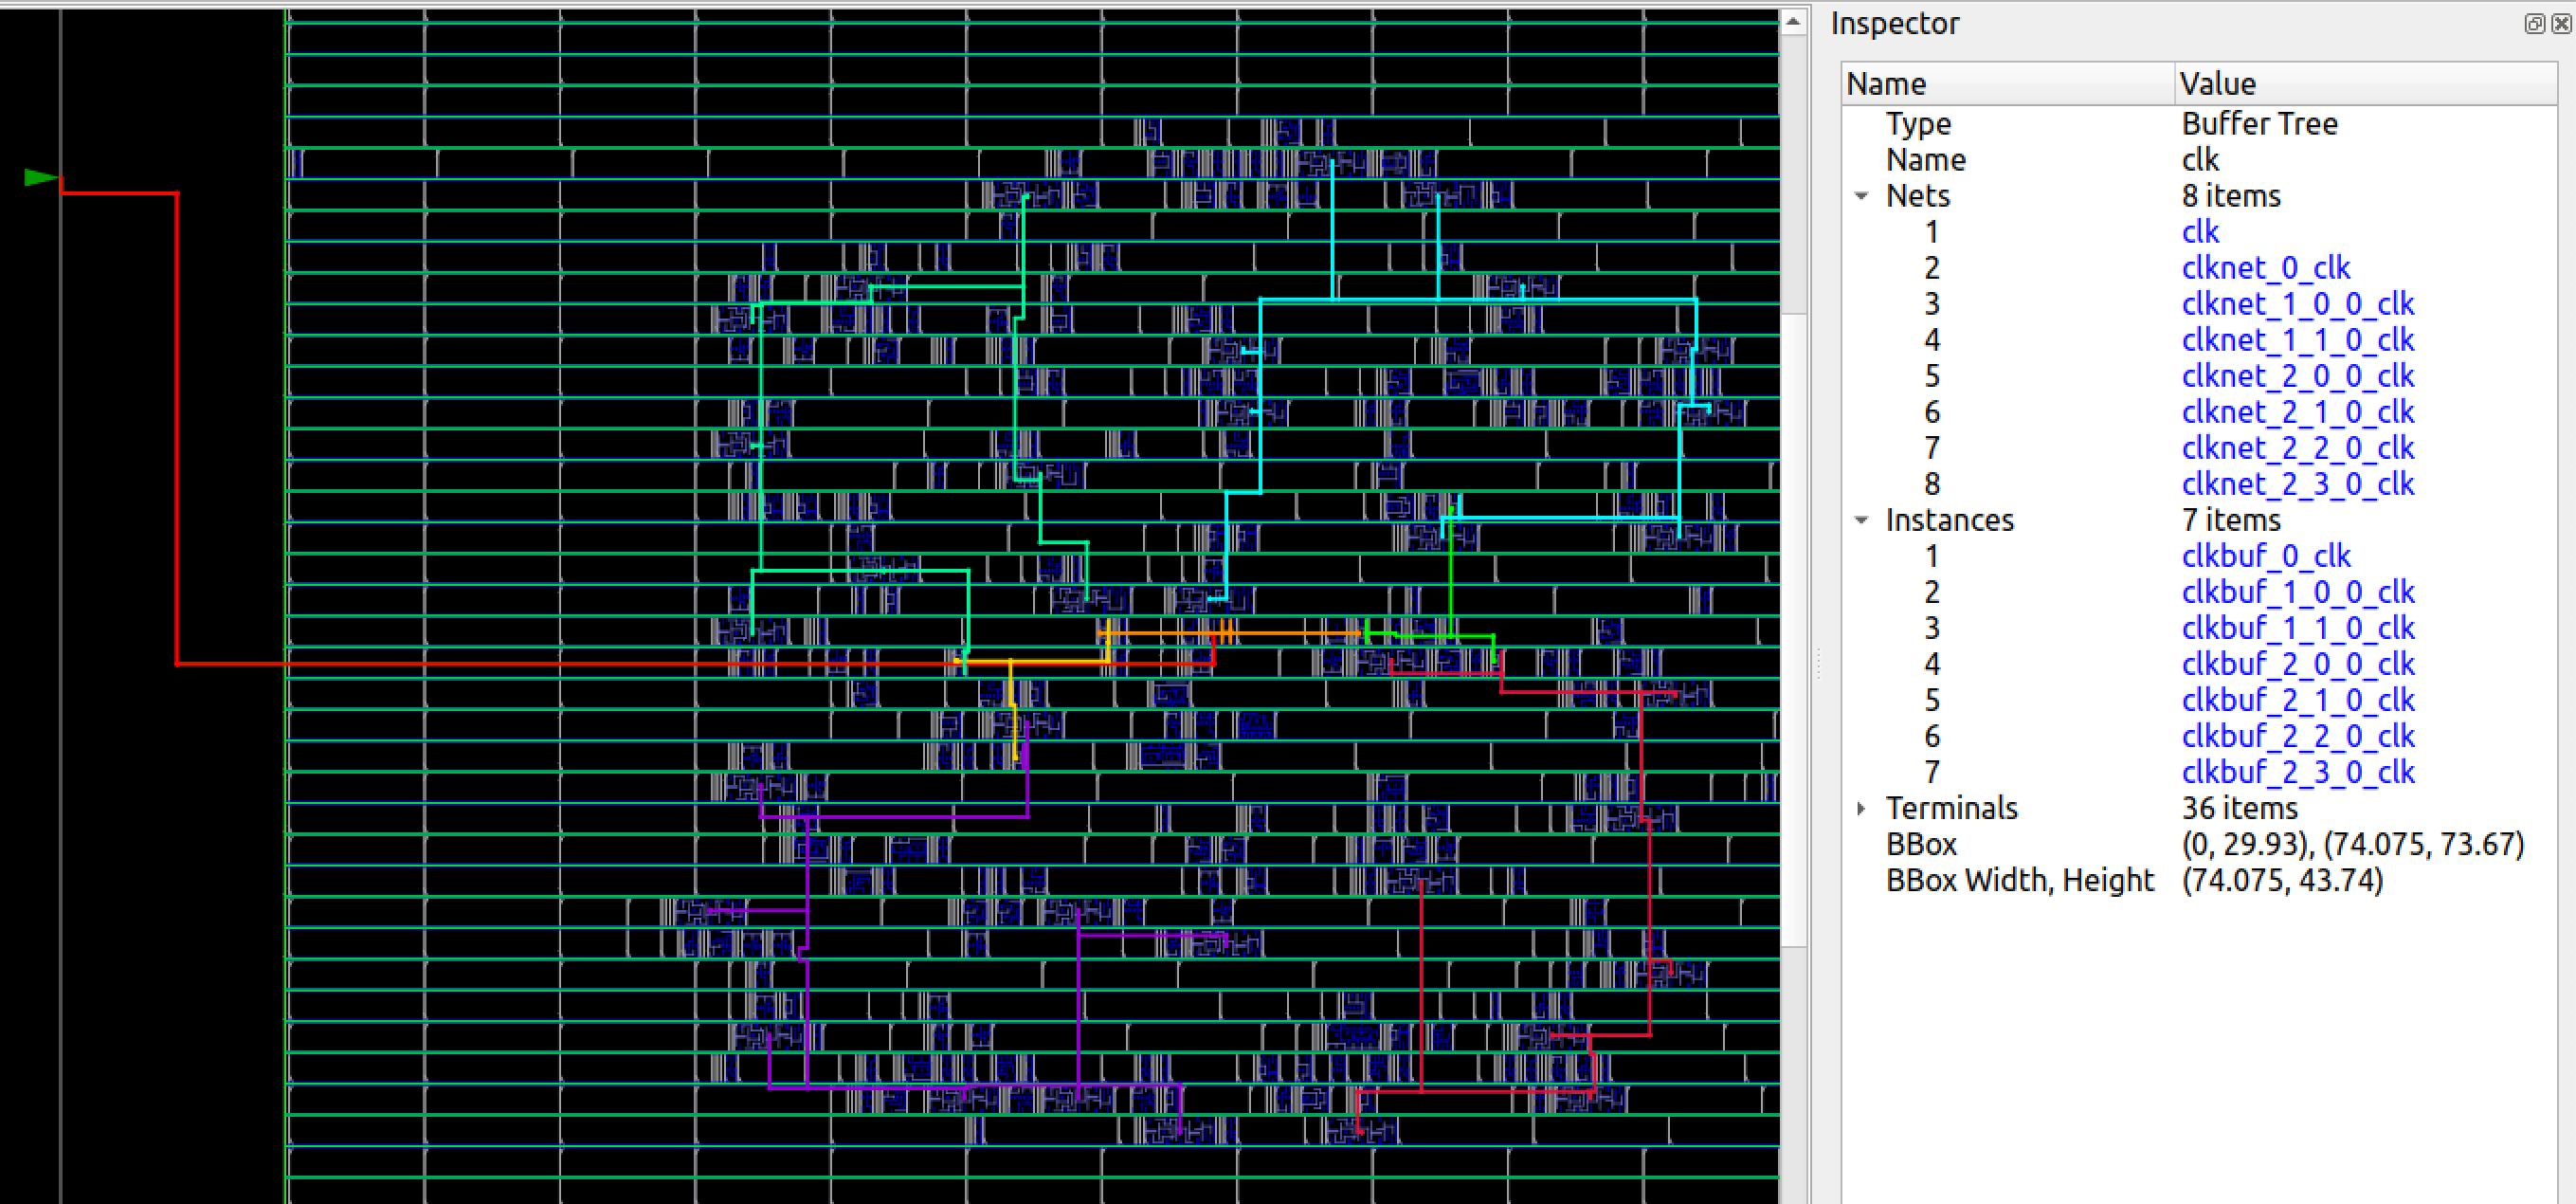 Inspector
Name Value
Type Buffer Tree
Name clk
Nets 8 items
1 clk
2 clknet_0_clk
3 clknet_1_0_0_clk
4 clknet_1_1_0_clk
5 clknet_2_0_0_clk
6 clknet_2_1_0_clk
7 clknet_2_2_0_clk
8 clknet_2_3_0_clk
Instances 7 items
1 clkbuf_0_clk
2 clkbuf_1_0_0_clk
3 clkbuf_1_1_0_clk
4 clkbuf_2_0_0_clk
5 clkbuf_2_1_0_clk
6 clkbuf_2_2_0_clk
7 clkbuf_2_3_0_clk
Terminals 36 items
BBox (0, 29.93), (74.075, 73.67)
BBox Width, Height (74.075, 43.74)